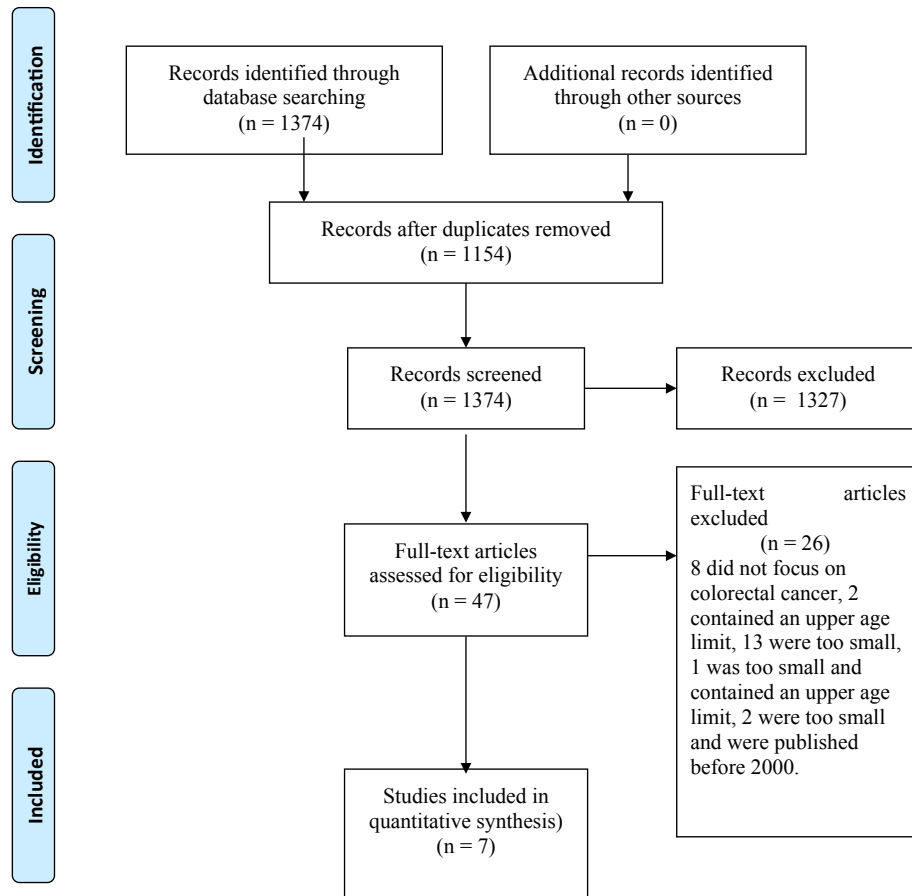 Identification
Records identified through
database searching
(n = 1374)
Additional records identified
through other sources
(n = 0)
Records after duplicates removed
(n = 1154)
Screening
Records screened
(n = 1374)
Records excluded
(n = 1327)
Eligibility
Full-text articles
assessed for eligibility
(n = 47)
Full-text articles
excluded
(n = 26)
8 did not focus on
colorectal cancer, 2
contained an upper age
limit, 13 were too small,
1 was too small and
contained an upper age
limit, 2 were too small
and were published
before 2000.
Included
Studies included in
quantitative synthesis)
(n = 7)